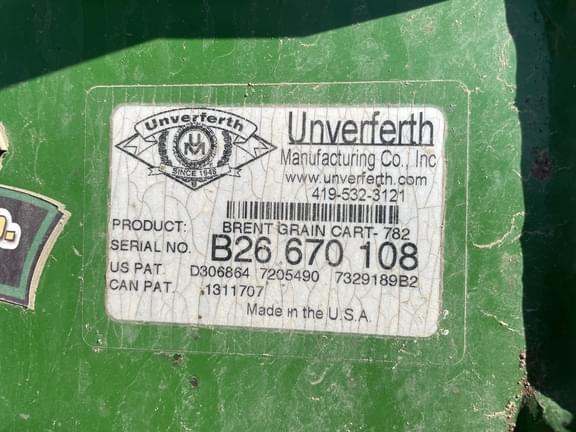 Unverferth
UM
SINCE 1948
Unverferth
Manufacturing Co., Inc
www.unverferth.com
419-532-3121
PRODUCT: BRENT GRAIN CART- 782
SERIAL NO. B26 670 108
US PAT. D306864 7205490 7329189B2
CAN PAT. 1311707
Made in the U.S.A.